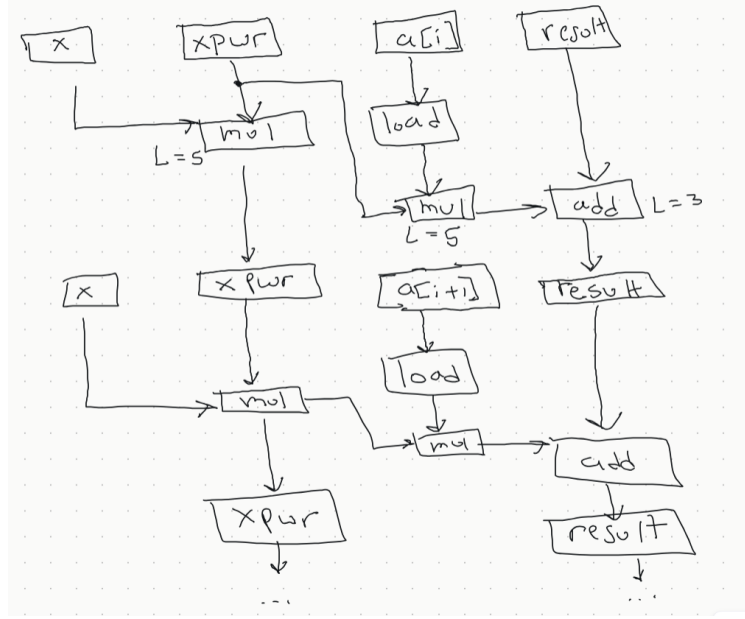 x
xpwr
a[i]
result
load
mul
L=5
mul
L=5
add
L=3
x
xpwr
a[i+1]
result
load
mul
mul
add
xpwr
result
...
...